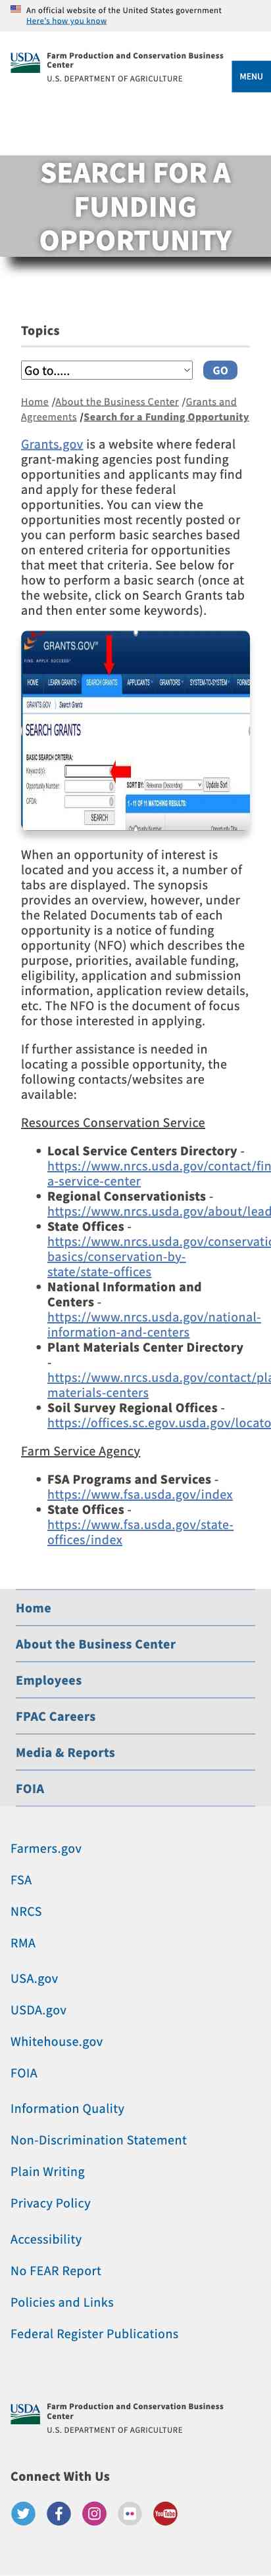 An official website of the United States government
Here's how you know
USDA
Farm Production and Conservation Business
Center
U.S. DEPARTMENT OF AGRICULTURE
MENU
SEARCH FOR A
FUNDING
OPPORTUNITY
Topics
Go to.....
GO
Home /About the Business Center /Grants and
Agreements /Search for a Funding Opportunity
Grants.gov is a website where federal
grant-making agencies post funding
opportunities and applicants may find
and apply for these federal
opportunities. You can view the
opportunities most recently posted or
you can perform basic searches based
on entered criteria for opportunities
that meet that criteria. See below for
how to perform a basic search (once at
the website, click on Search Grants tab
and then enter some keywords).
GRANTS.GOV
FIND. APPLY. SUCCEED.
HOME LEARN GRANTS SEARCH GRANTS APPLICANTS GRANTORS SYSTEM-TO-SYSTEM FORMS
GRANTS.GOV Search Grants
SEARCH GRANTS
BASIC SEARCH CRITERIA:
Keyword(s):
Opportunity Number:
CFDA:
SEARCH
SORT BY: Relevance (Descending) Update Sort
1 - 11 OF 11 MATCHING RESULTS:
Opportunity Number Opportunity Title
When an opportunity of interest is
located and you access it, a number of
tabs are displayed. The synopsis
provides an overview, however, under
the Related Documents tab of each
opportunity is a notice of funding
opportunity (NFO) which describes the
purpose, priorities, available funding,
eligibility, application and submission
information, application review details,
etc. The NFO is the document of focus
for those interested in applying.
If further assistance is needed in
locating a possible opportunity, the
following contacts/websites are
available:
Resources Conservation Service
• Local Service Centers Directory -
https://www.nrcs.usda.gov/contact/fin
a-service-center
• Regional Conservationists -
https://www.nrcs.usda.gov/about/lead
• State Offices -
https://www.nrcs.usda.gov/conservatio
basics/conservation-by-
state/state-offices
• National Information and
Centers -
https://www.nrcs.usda.gov/national-
information-and-centers
• Plant Materials Center Directory
-
https://www.nrcs.usda.gov/contact/pla
materials-centers
• Soil Survey Regional Offices -
https://offices.sc.egov.usda.gov/locato
Farm Service Agency
• FSA Programs and Services -
https://www.fsa.usda.gov/index
• State Offices -
https://www.fsa.usda.gov/state-
offices/index
Home
About the Business Center
Employees
FPAC Careers
Media & Reports
FOIA
Farmers.gov
FSA
NRCS
RMA
USA.gov
USDA.gov
Whitehouse.gov
FOIA
Information Quality
Non-Discrimination Statement
Plain Writing
Privacy Policy
Accessibility
No FEAR Report
Policies and Links
Federal Register Publications
USDA
Farm Production and Conservation Business
Center
U.S. DEPARTMENT OF AGRICULTURE
Connect With Us
YouTube